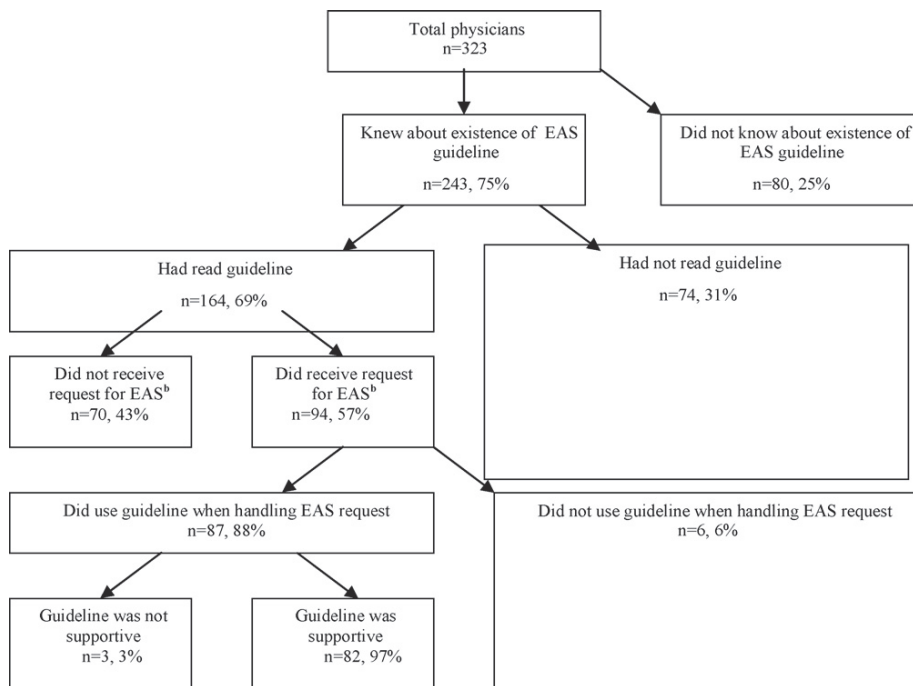 Total physicians
n=323
Knew about existence of EAS
guideline
n=243, 75%
Did not know about existence of
EAS guideline
n=80, 25%
Had read guideline
n=164, 69%
Had not read guideline
n=74, 31%
Did not receive
request for EASᵇ
n=70, 43%
Did receive request
for EASᵇ
n=94, 57%
Did use guideline when handling EAS request
n=87, 88%
Did not use guideline when handling EAS request
n=6, 6%
Guideline was not
supportive
n=3, 3%
Guideline was
supportive
n=82, 97%